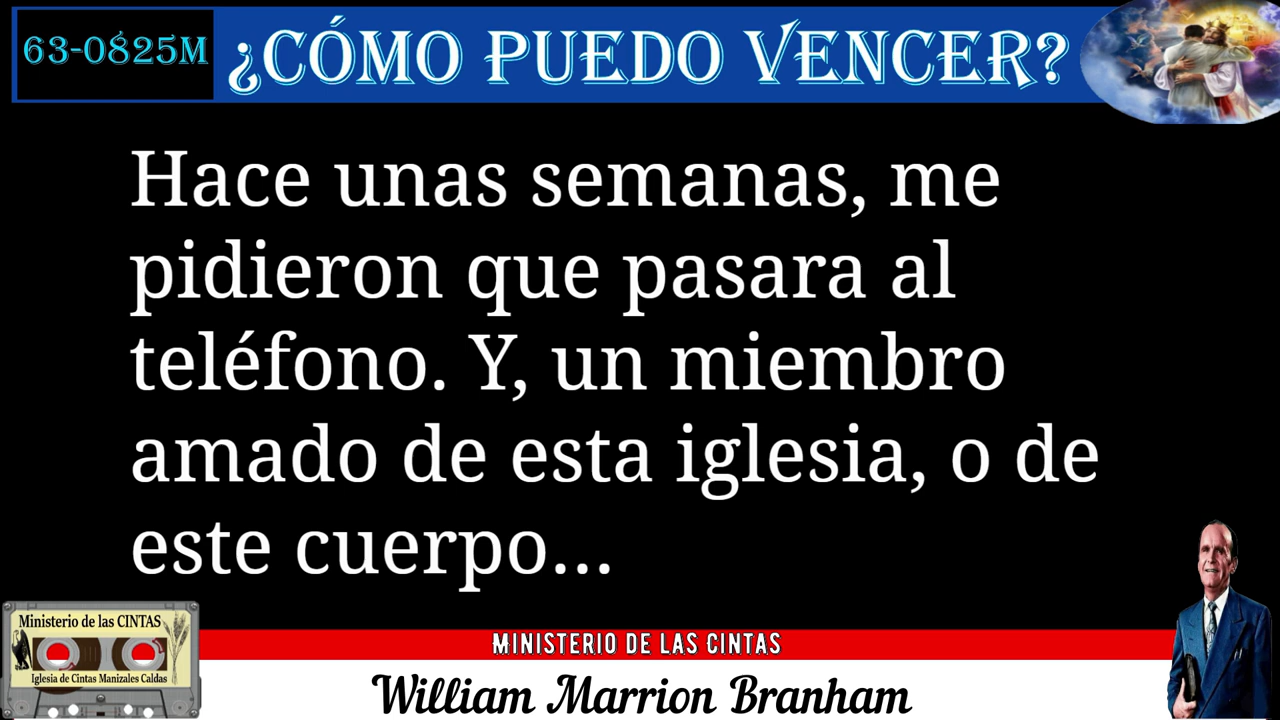 63-0825M
¿CÓMO PUEDO VENCER?
Hace unas semanas, me
pidieron que pasara al
teléfono. Y, un miembro
amado de esta iglesia, o de
este cuerpo...
Ministerio de las CINTAS
Iglesia de Cintas Manizales Caldas
MINISTERIO DE LAS CINTAS
William Marrion Branham